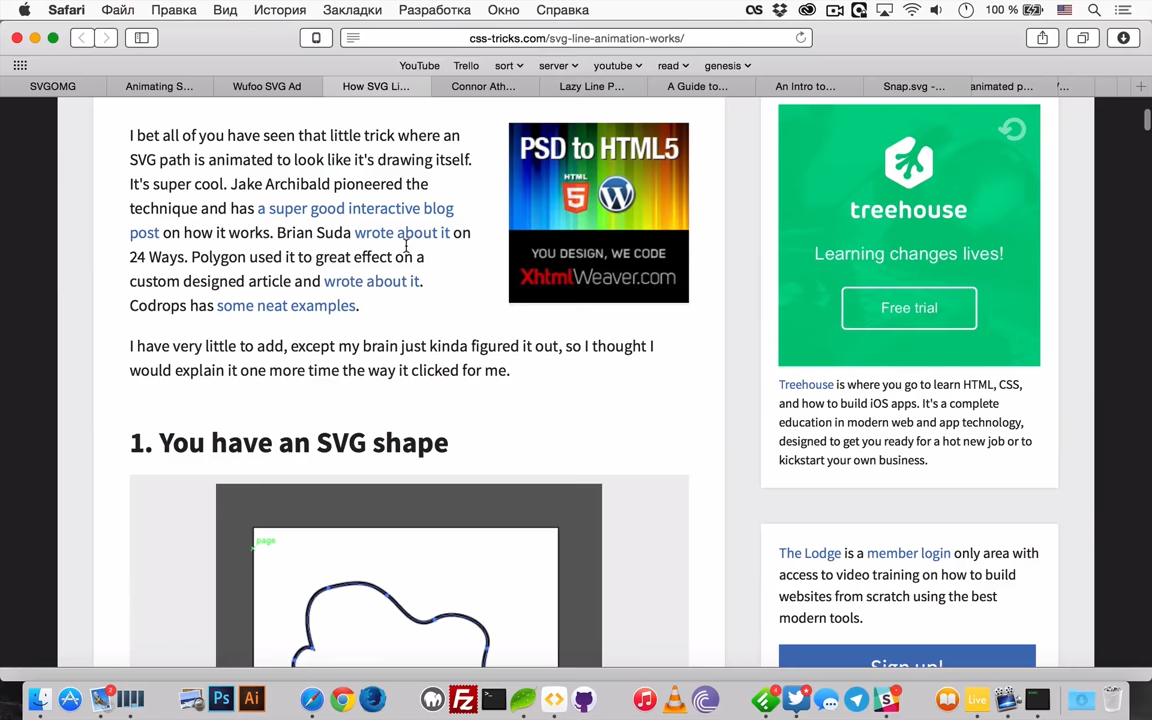 Safari Файл Правка Вид История Закладки Разработка Окно Справка
100 %
css-tricks.com/svg-line-animation-works/
YouTube Trello sort server youtube read genesis
SVGOMG Animating S... Wufoo SVG Ad How SVG Li... Connor Ath... Lazy Line P... A Guide to... An Intro to... Snap.svg -... animated p...
I bet all of you have seen that little trick where an
SVG path is animated to look like it's drawing itself.
It's super cool. Jake Archibald pioneered the
technique and has a super good interactive blog
post on how it works. Brian Suda wrote about it on
24 Ways. Polygon used it to great effect on a
custom designed article and wrote about it.
Codrops has some neat examples.
PSD to HTML5
HTML
5
YOU DESIGN, WE CODE
XhtmlWeaver.com
I have very little to add, except my brain just kinda figured it out, so I thought I
would explain it one more time the way it clicked for me.
1. You have an SVG shape
page
treehouse
Learning changes lives!
Free trial
Treehouse is where you go to learn HTML, CSS,
and how to build iOS apps. It's a complete
education in modern web and app technology,
designed to get you ready for a hot new job or to
kickstart your own business.
The Lodge is a member login only area with
access to video training on how to build
websites from scratch using the best
modern tools.
Sign up!
Ps Ai Fz Live